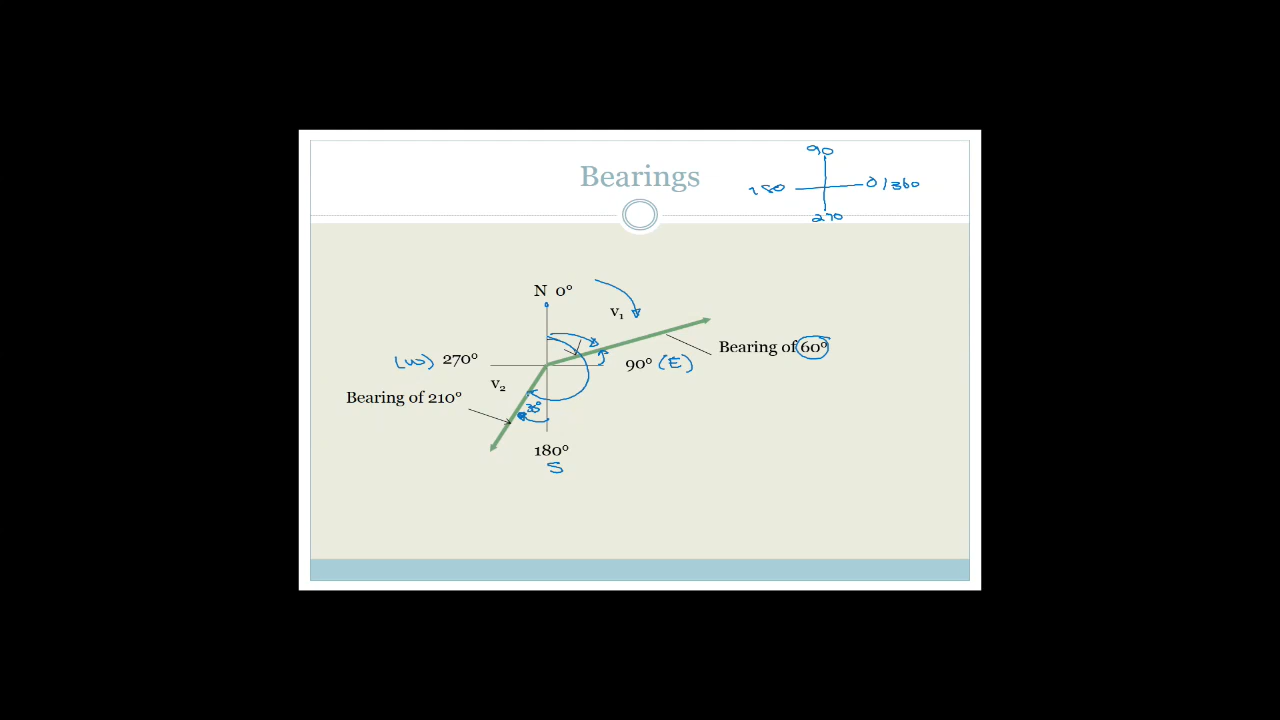 Bearings
90
180
0/360
270
N 0°
v₁
Bearing of 60°
(W) 270°
90° (E)
v₂
Bearing of 210°
30°
180°
S